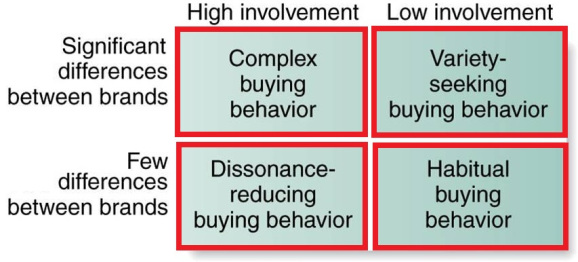 High involvement Low involvement
Significant
differences
between brands
Complex
buying
behavior
Variety-
seeking
buying behavior
Few
differences
between brands
Dissonance-
reducing
buying behavior
Habitual
buying
behavior